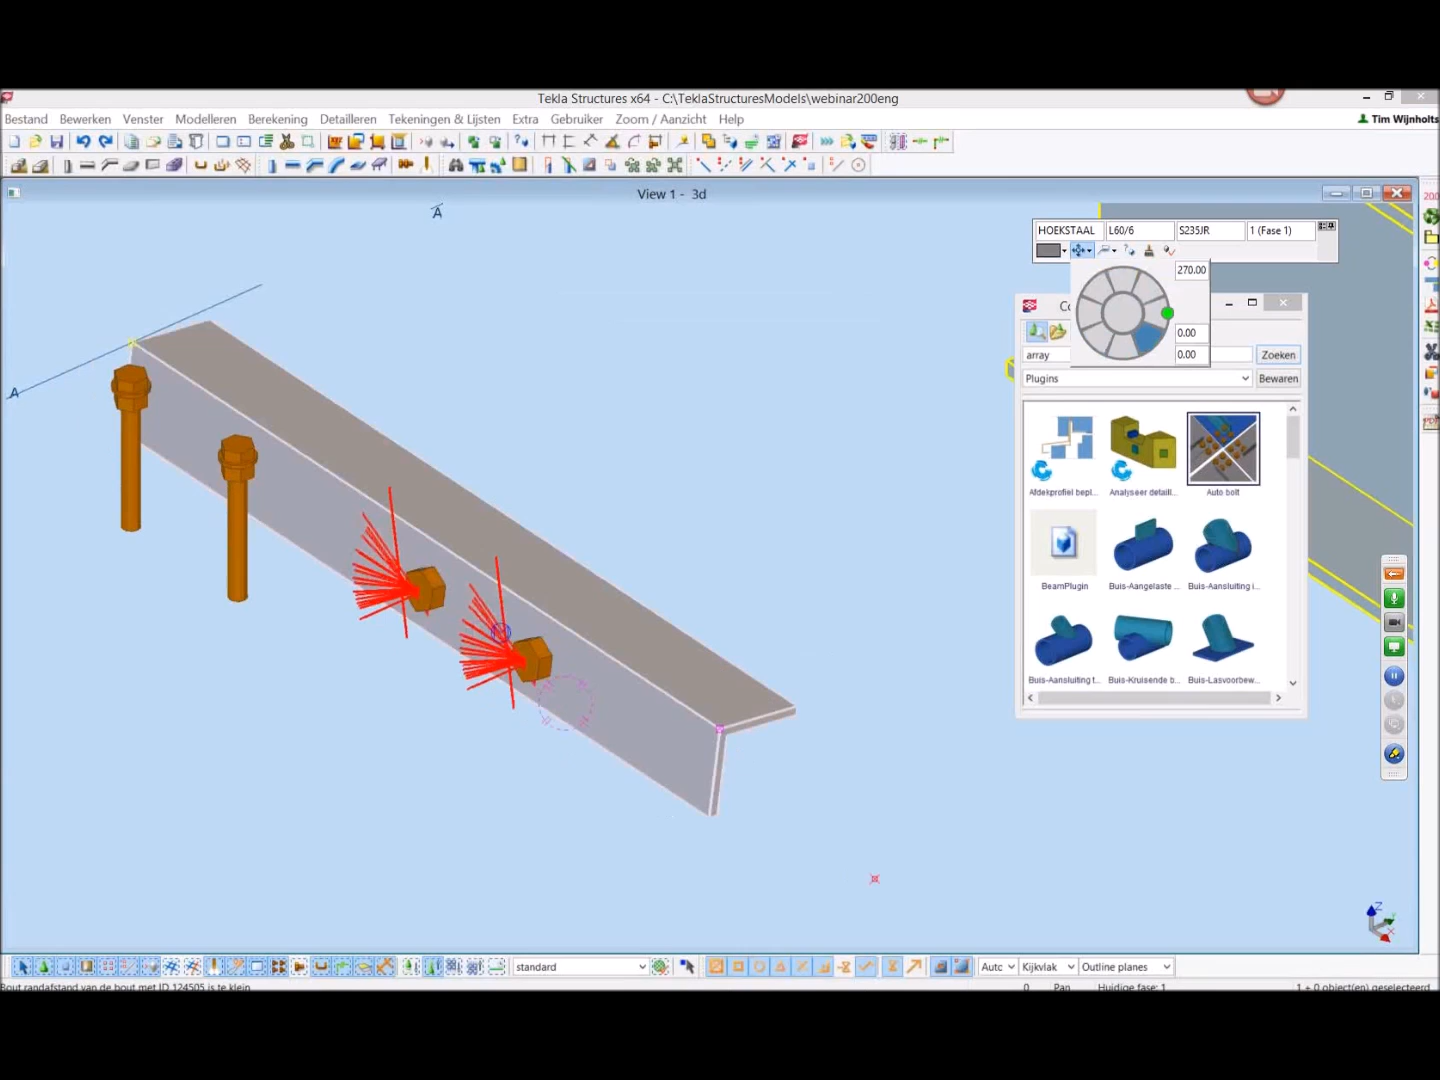 Tekla Structures x64 - C:\TeklaStructuresModels\webinar200eng
Bestand Bewerken Venster Modelleren Berekening Detailleren Tekeningen & Lijsten Extra Gebruiker Zoom / Aanzicht Help
Tim Wijnholts
View 1 - 3d
A
A
HOEKSTAAL L60/6 S235JR 1 (Fase 1)
270.00
0.00
0.00
array Zoeken
Plugins Bewaren
Afdekprofiel bepl... Analyseer detaill... Auto bolt
BeamPlugin Buis-Aangelaste ... Buis-Aansluiting i...
Buis-Aansluiting t... Buis-Kruisende b... Buis-Lasvoorbew...
Z
standard Autc Kijkvlak Outline planes
Bout randafstand van de bout met ID 124505 is te klein 0 Pan Huidige fase: 1 1 + 0 object(en) geselecteerd